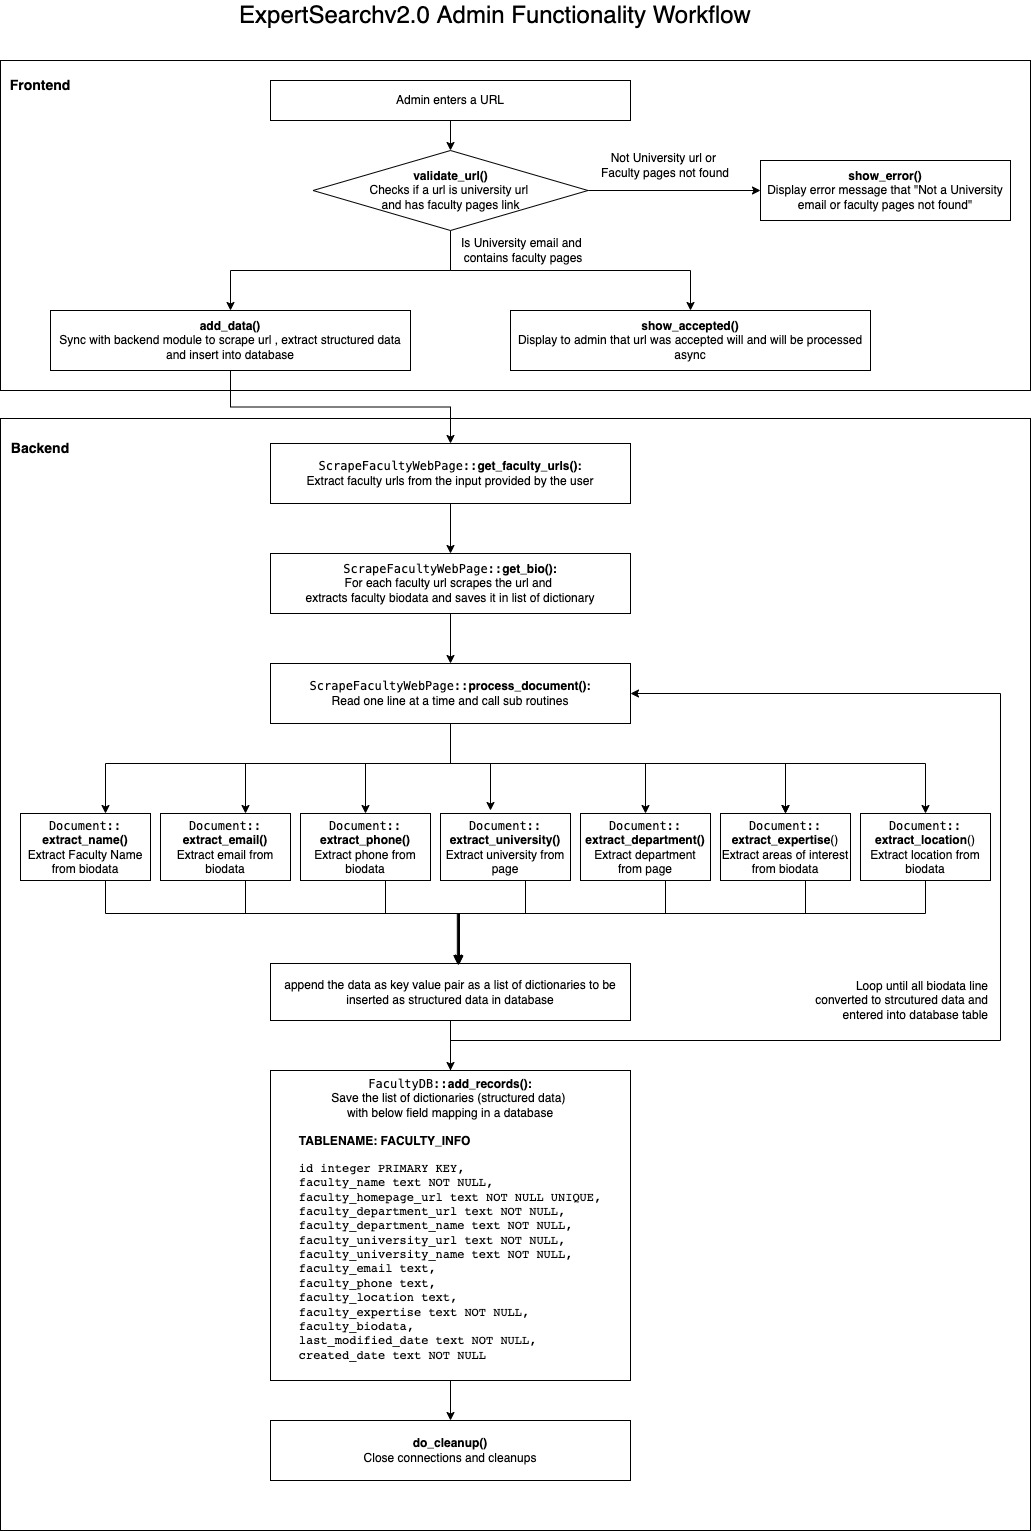 ExpertSearchv2.0 Admin Functionality Workflow
Frontend
Admin enters a URL
validate_url()
Checks if a url is university url
and has faculty pages link
Not University url or
Faculty pages not found
show_error()
Display error message that "Not a University
email or faculty pages not found"
Is University email and
contains faculty pages
add_data()
Sync with backend module to scrape url , extract structured data
and insert into database
show_accepted()
Display to admin that url was accepted will and will be processed
async
Backend
ScrapeFacultyWebPage::get_faculty_urls():
Extract faculty urls from the input provided by the user
ScrapeFacultyWebPage::get_bio():
For each faculty url scrapes the url and
extracts faculty biodata and saves it in list of dictionary
ScrapeFacultyWebPage::process_document():
Read one line at a time and call sub routines
Document::
extract_name()
Extract Faculty Name
from biodata
Document::
extract_email()
Extract email from
biodata
Document::
extract_phone()
Extract phone from
biodata
Document::
extract_university()
Extract university from
page
Document::
extract_department()
Extract department
from page
Document::
extract_expertise()
Extract areas of interest
from biodata
Document::
extract_location()
Extract location from
biodata
append the data as key value pair as a list of dictionaries to be
inserted as structured data in database
Loop until all biodata line
converted to strcutured data and
entered into database table
FacultyDB::add_records():
Save the list of dictionaries (structured data)
with below field mapping in a database
TABLENAME: FACULTY_INFO
id integer PRIMARY KEY,
faculty_name text NOT NULL,
faculty_homepage_url text NOT NULL UNIQUE,
faculty_department_url text NOT NULL,
faculty_department_name text NOT NULL,
faculty_university_url text NOT NULL,
faculty_university_name text NOT NULL,
faculty_email text,
faculty_phone text,
faculty_location text,
faculty_expertise text NOT NULL,
faculty_biodata,
last_modified_date text NOT NULL,
created_date text NOT NULL
do_cleanup()
Close connections and cleanups